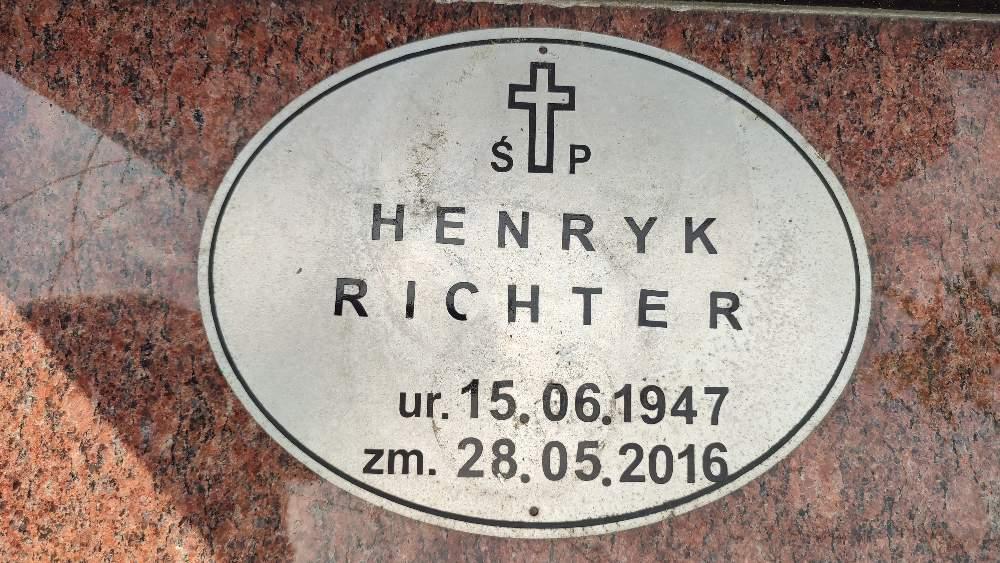 Ś P
HENRYK
RICHTER
ur. 15.06.1947
zm. 28.05.2016